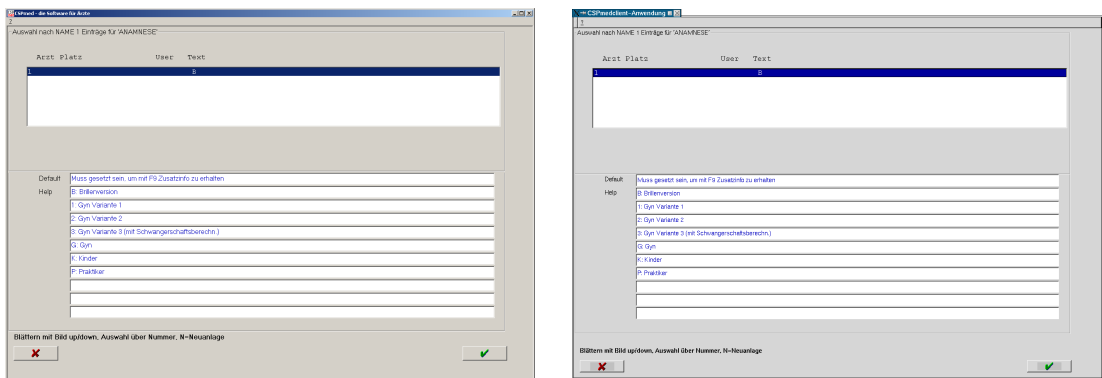 CSPmed - die Software für Ärzte
?
Auswahl nach NAME 1 Einträge für 'ANAMNESE'
Arzt Platz User Text
1 B
Default Muss gesetzt sein, um mit F9 Zusatzinfo zu erhalten
Help B: Brillenversion
1: Gyn Variante 1
2: Gyn Variante 2
3: Gyn Variante 3 (mit Schwangerschaftsberechn.)
G: Gyn
K: Kinder
P: Praktiker
Blättern mit Bild up/down, Auswahl über Nummer, N=Neuanlage
CSPmedclient-Anwendung
?
Auswahl nach NAME 1 Einträge für 'ANAMNESE'
Arzt Platz User Text
1 B
Default Muss gesetzt sein, um mit F9 Zusatzinfo zu erhalten
Help B: Brillenversion
1: Gyn Variante 1
2: Gyn Variante 2
3: Gyn Variante 3 (mit Schwangerschaftsberechn.)
G: Gyn
K: Kinder
P: Praktiker
Blättern mit Bild up/down, Auswahl über Nummer, N=Neuanlage